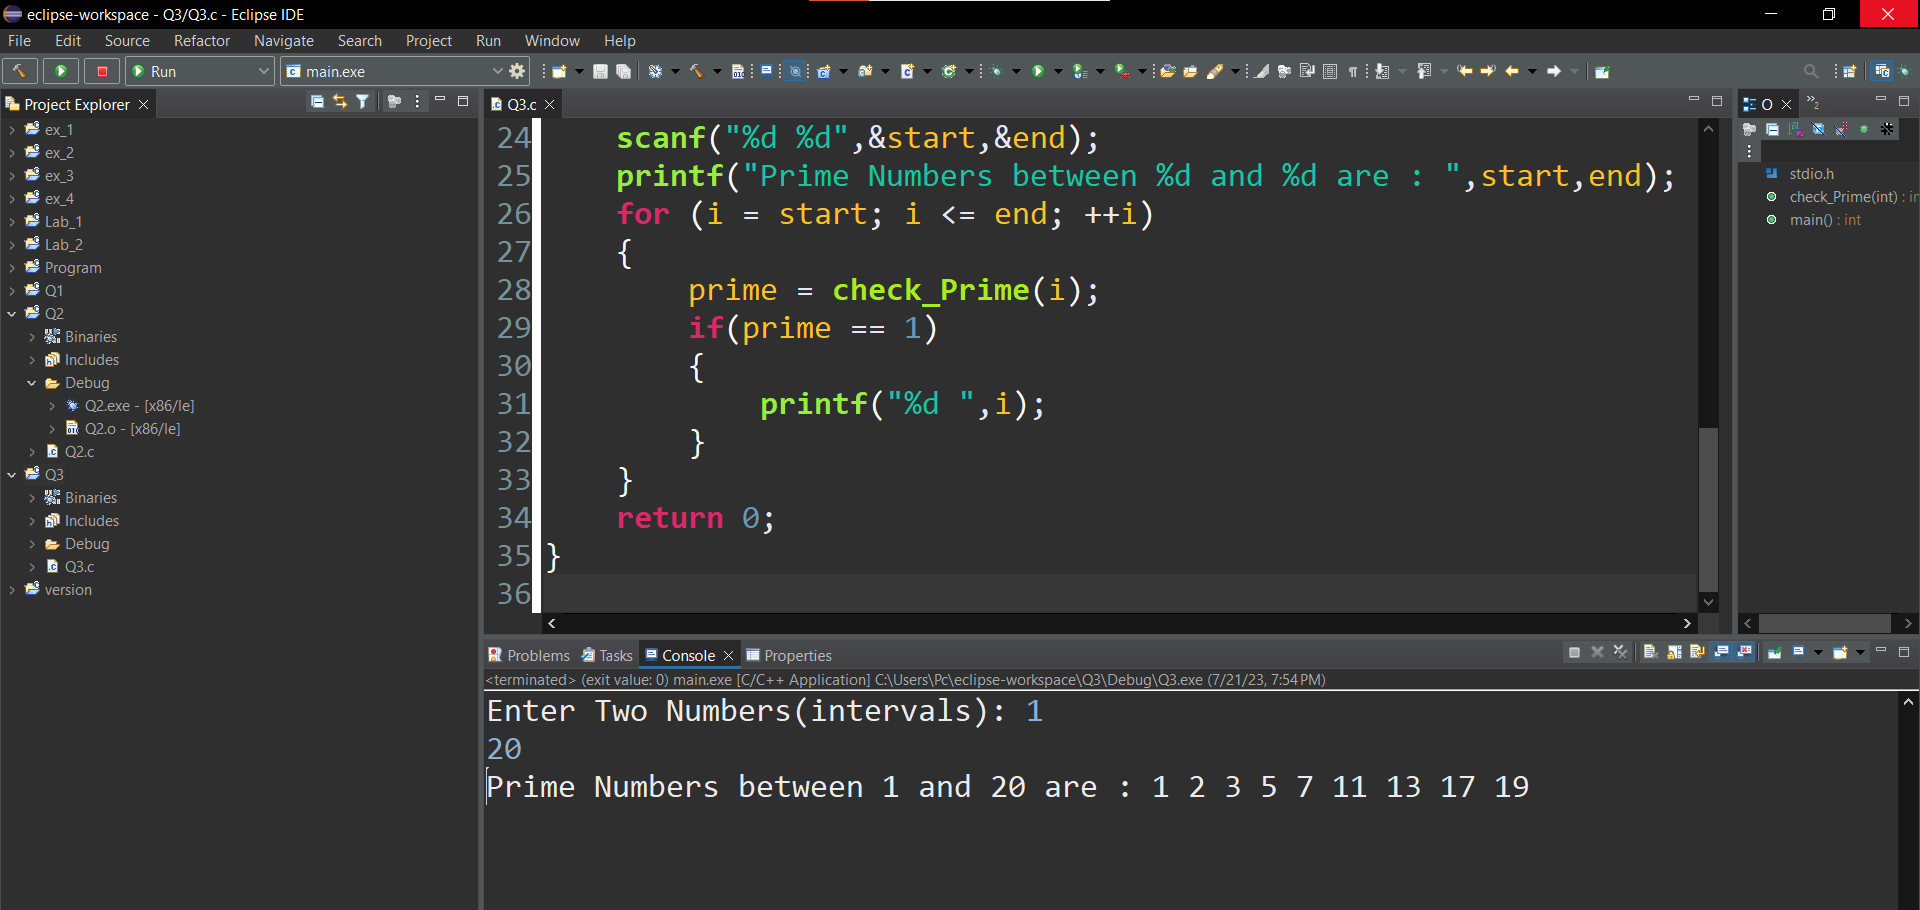 eclipse-workspace - Q3/Q3.c - Eclipse IDE
File Edit Source Refactor Navigate Search Project Run Window Help
Run main.exe
Project Explorer
ex_1
ex_2
ex_3
ex_4
Lab_1
Lab_2
Program
Q1
Q2
Binaries
Includes
Debug
Q2.exe - [x86/le]
Q2.o - [x86/le]
Q2.c
Q3
Binaries
Includes
Debug
Q3.c
version
Q3.c
24 scanf("%d %d",&start,&end);
25 printf("Prime Numbers between %d and %d are : ",start,end);
26 for (i = start; i <= end; ++i)
27 {
28 prime = check_Prime(i);
29 if(prime == 1)
30 {
31 printf("%d ",i);
32 }
33 }
34 return 0;
35 }
36
O
2
stdio.h
check_Prime(int) : in
main() : int
Problems Tasks Console Properties
<terminated> (exit value: 0) main.exe [C/C++ Application] C:\Users\Pc\eclipse-workspace\Q3\Debug\Q3.exe (7/21/23, 7:54 PM)
Enter Two Numbers(intervals): 1
20
Prime Numbers between 1 and 20 are : 1 2 3 5 7 11 13 17 19